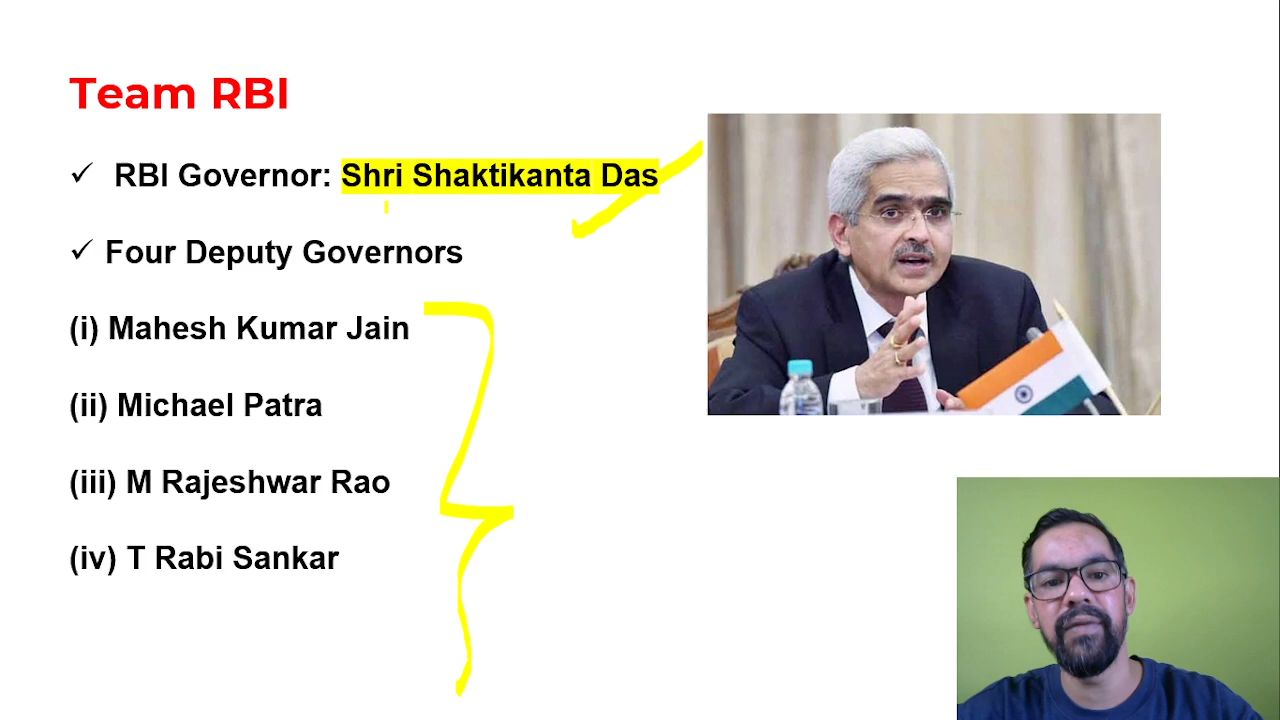 Team RBI
✓ RBI Governor: Shri Shaktikanta Das
✓ Four Deputy Governors
(i) Mahesh Kumar Jain
(ii) Michael Patra
(iii) M Rajeshwar Rao
(iv) T Rabi Sankar